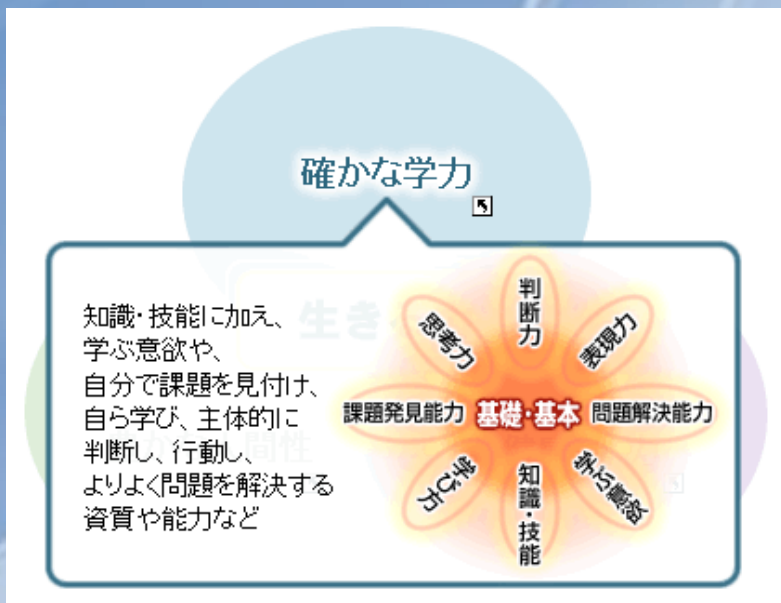 確かな学力
生き
間性
知識・技能に加え、
学ぶ意欲や、
自分で課題を見付け、
自ら学び、主体的に
判断し、行動し、
よりよく問題を解決する
資質や能力など
判断力
思考力
表現力
課題発見能力
基礎・基本
問題解決能力
学び方
知識・技能
学ぶ意欲